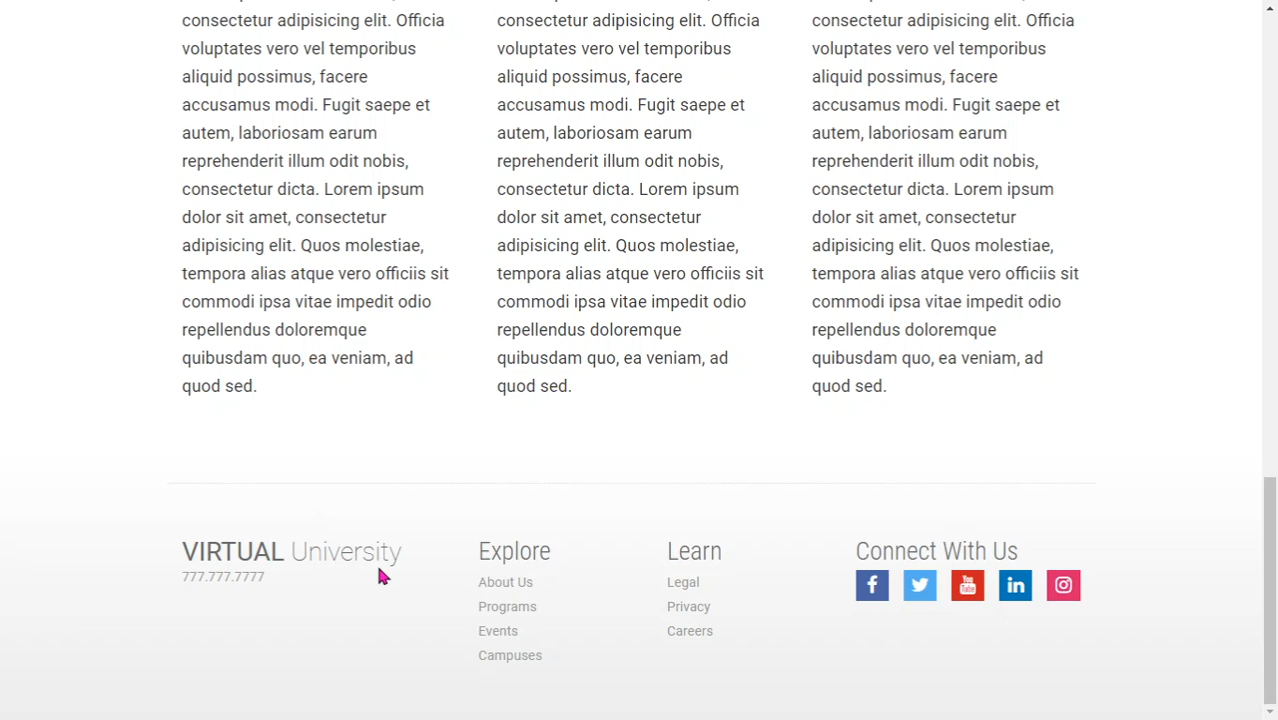 consectetur adipisicing elit. Officia
voluptates vero vel temporibus
aliquid possimus, facere
accusamus modi. Fugit saepe et
autem, laboriosam earum
reprehenderit illum odit nobis,
consectetur dicta. Lorem ipsum
dolor sit amet, consectetur
adipisicing elit. Quos molestiae,
tempora alias atque vero officiis sit
commodi ipsa vitae impedit odio
repellendus doloremque
quibusdam quo, ea veniam, ad
quod sed.
consectetur adipisicing elit. Officia
voluptates vero vel temporibus
aliquid possimus, facere
accusamus modi. Fugit saepe et
autem, laboriosam earum
reprehenderit illum odit nobis,
consectetur dicta. Lorem ipsum
dolor sit amet, consectetur
adipisicing elit. Quos molestiae,
tempora alias atque vero officiis sit
commodi ipsa vitae impedit odio
repellendus doloremque
quibusdam quo, ea veniam, ad
quod sed.
consectetur adipisicing elit. Officia
voluptates vero vel temporibus
aliquid possimus, facere
accusamus modi. Fugit saepe et
autem, laboriosam earum
reprehenderit illum odit nobis,
consectetur dicta. Lorem ipsum
dolor sit amet, consectetur
adipisicing elit. Quos molestiae,
tempora alias atque vero officiis sit
commodi ipsa vitae impedit odio
repellendus doloremque
quibusdam quo, ea veniam, ad
quod sed.
VIRTUAL University
777.777.7777
Explore
About Us
Programs
Events
Campuses
Learn
Legal
Privacy
Careers
Connect With Us